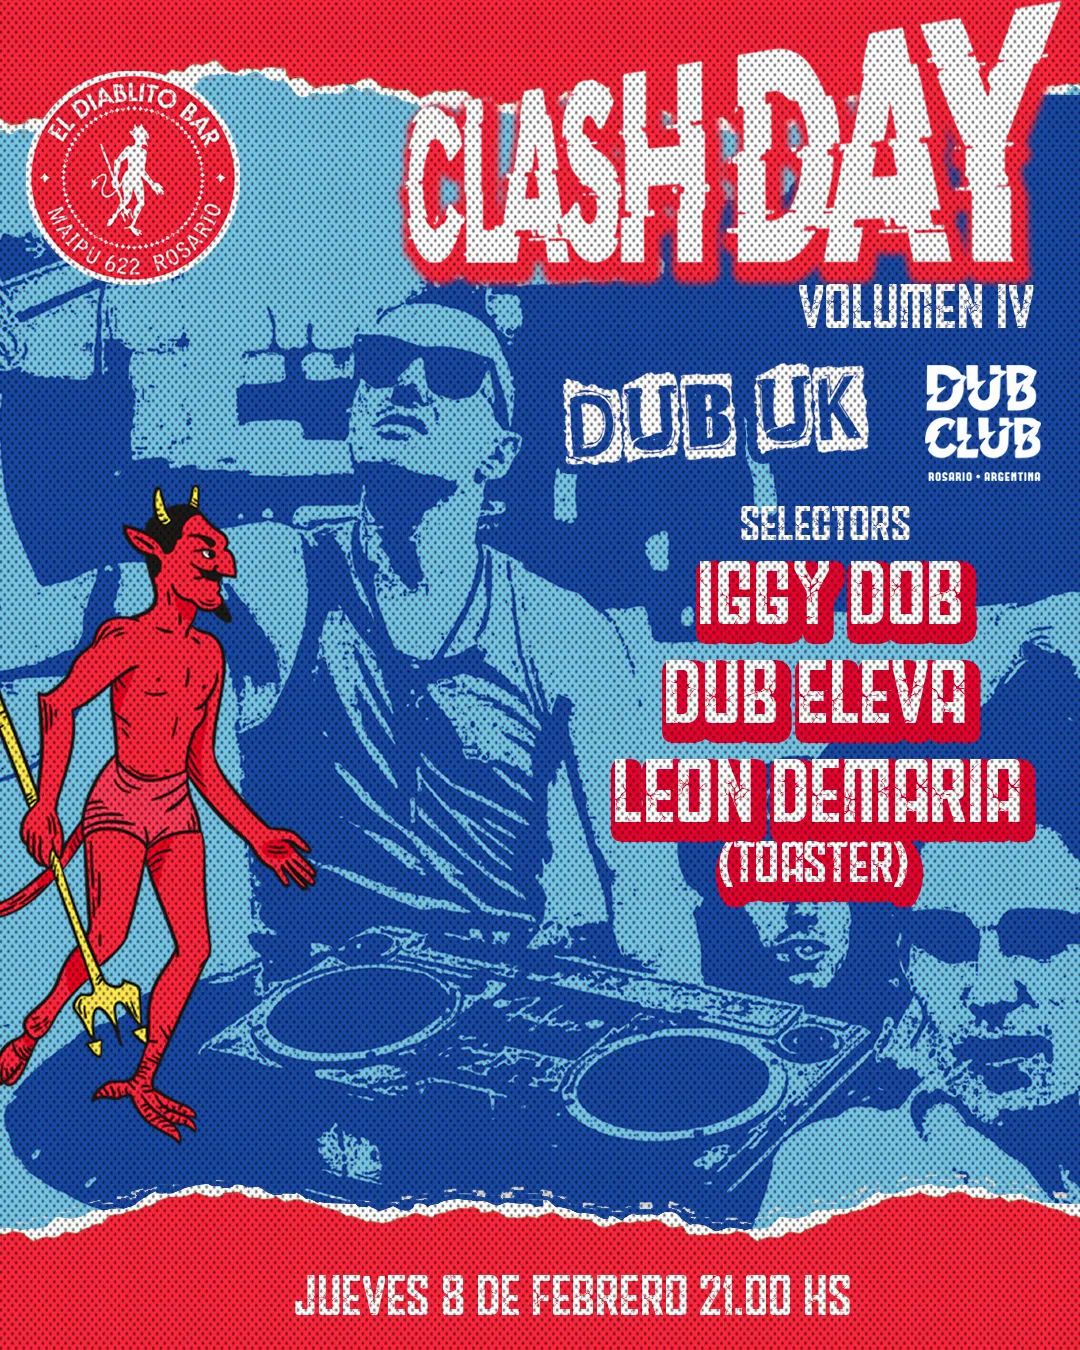 EL DIABLITO BAR
MAIPU 622 ROSARIO
CLASH DAY
VOLUMEN IV
DUB UK
DUB
CLUB
ROSARIO • ARGENTINA
SELECTORS
IGGY DOB
DUB ELEVA
LEON DEMARIA
(TOASTER)
JUEVES 8 DE FEBRERO 21.00 HS